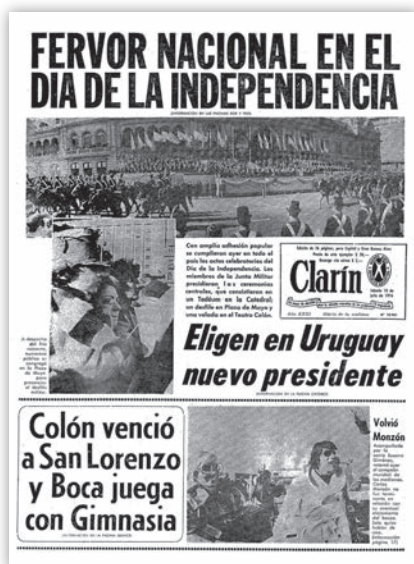 FERVOR NACIONAL EN EL
DIA DE LA INDEPENDENCIA
Con amplia adhesión popular
se cumplieron ayer en todo el
país los actos celebratorios del
Día de la Independencia. Los
miembros de la Junta Militar
presidieron las ceremonias
centrales, que consistieron en
un Tedéum en la Catedral;
un desfile en Plaza de Mayo y
una velada en el Teatro Colón.
Clarín
Eligen en Uruguay
nuevo presidente
Colón venció
a San Lorenzo
y Boca juega
con Gimnasia
Volvió
Monzón